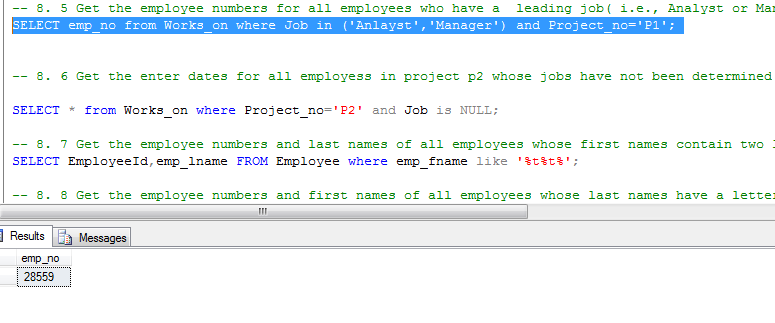 -- 8. 5 Get the employee numbers for all employees who have a  leading job( i.e., Analyst or Man
SELECT emp_no from Works_on where Job in ('Anlayst','Manager') and Project_no='P1';
-- 8. 6 Get the enter dates for all employess in project p2 whose jobs have not been determined
SELECT * from Works_on where Project_no='P2' and Job is NULL;
-- 8. 7 Get the employee numbers and last names of all employees whose first names contain two
SELECT EmployeeId,emp_lname FROM Employee where emp_fname like '%t%t%';
-- 8. 8 Get the employee numbers and first names of all employees whose last names have a letter
Results Messages
emp_no
28559